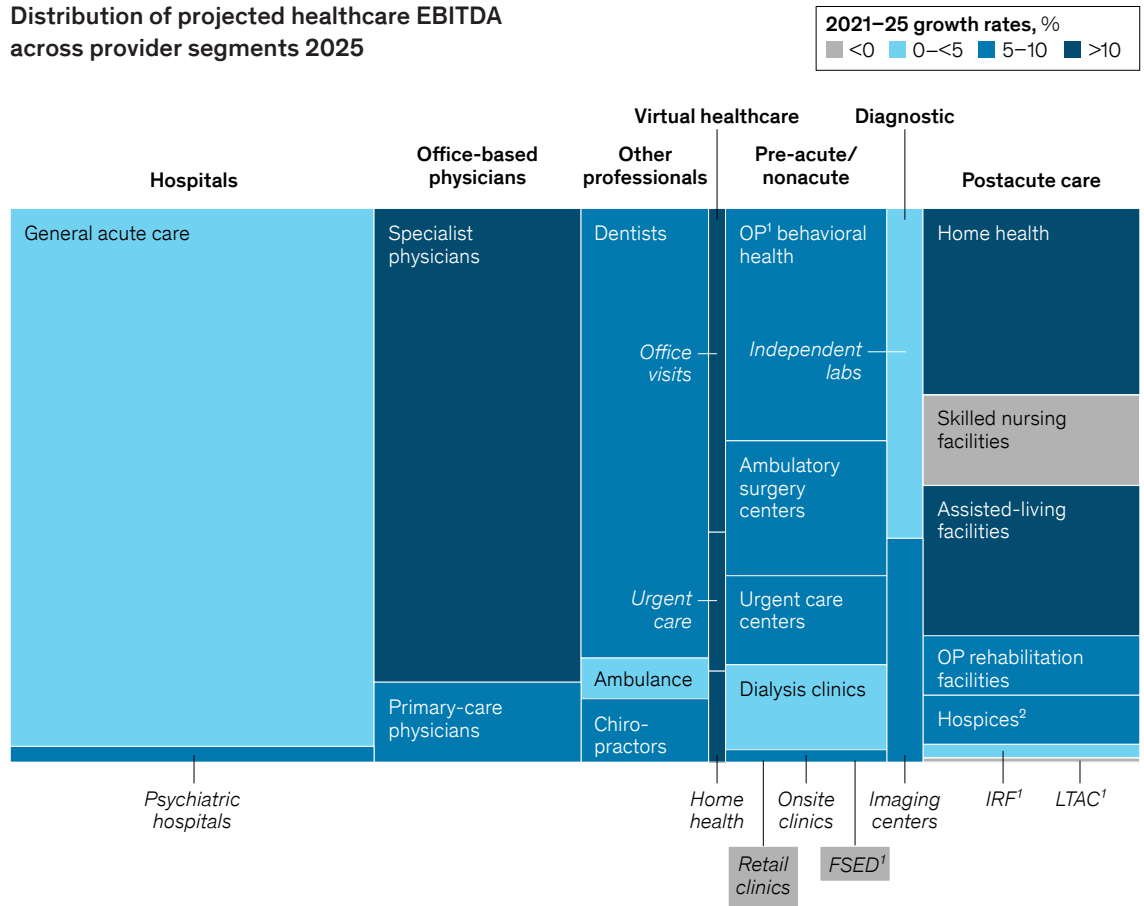 Distribution of projected healthcare EBITDA
across provider segments 2025
2021–25 growth rates, %
<0 0–<5 5–10 >10
Virtual healthcare
Diagnostic
Hospitals
Office-based
physicians
Other
professionals
Pre-acute/
nonacute
Postacute care
General acute care
Specialist
physicians
Dentists
OP¹ behavioral
health
Home health
Office
visits
Independent
labs
Skilled nursing
facilities
Ambulatory
surgery
centers
Assisted-living
facilities
Urgent
care
Urgent care
centers
OP rehabilitation
facilities
Ambulance
Dialysis clinics
Primary-care
physicians
Chiro-
practors
Hospices²
Psychiatric
hospitals
Home
health
Onsite
clinics
Imaging
centers
IRF¹
LTAC¹
Retail
clinics
FSED¹